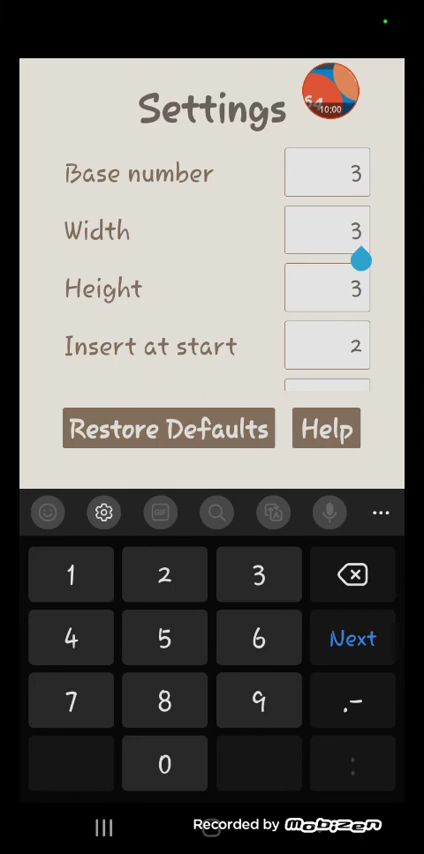 Settings
10:00
Base number 3
Width 3
Height 3
Insert at start 2
Restore Defaults Help
GIF
1 2 3
4 5 6 Next
7 8 9 .-
0 :
Recorded by MOBIZEN